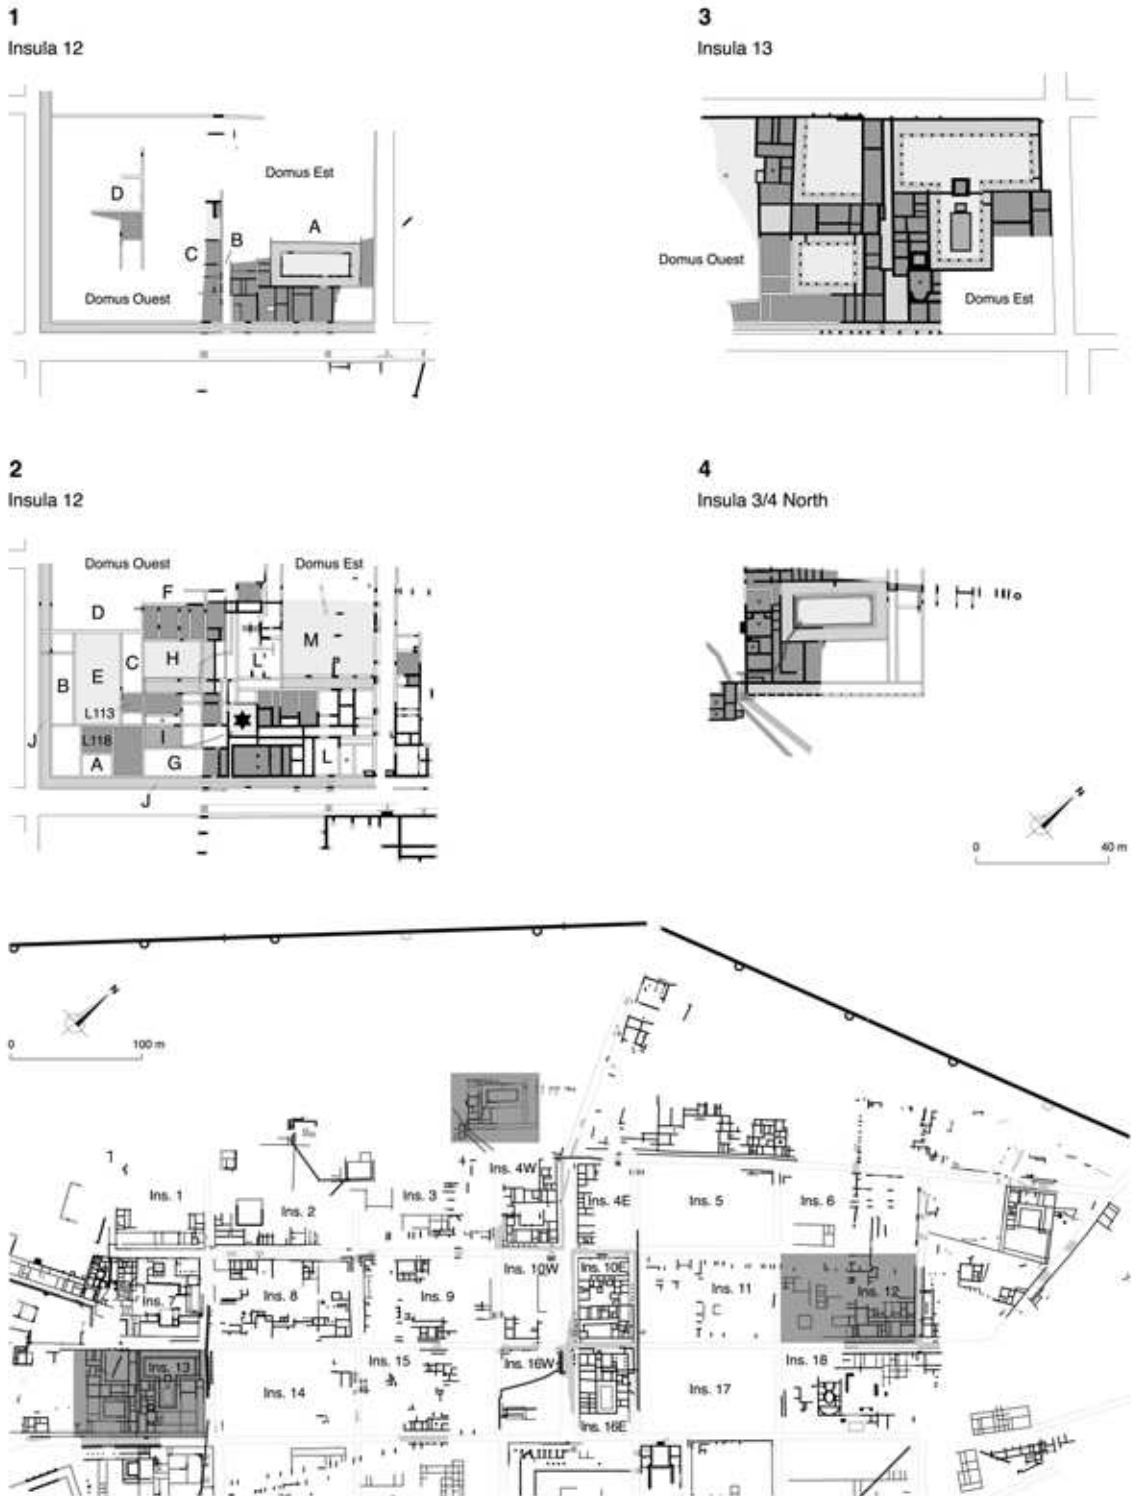 1
Insula 12
Domus Est
D
A
B
C
Domus Ouest
3
Insula 13
Domus Ouest
Domus Est
2
Insula 12
Domus Ouest
Domus Est
F
D
M
H
L'
C
E
B
L113
J
L118
I
A
G
L
J
4
Insula 3/4 North
N
0 40 m
N
0 100 m
Ins. 4W
Ins. 1
Ins. 3
Ins. 4E
Ins. 5
Ins. 6
Ins. 2
Ins. 10W
Ins. 10E
Ins. 7
Ins. 8
Ins. 9
Ins. 11
Ins. 12
Ins. 13
Ins. 15
Ins. 16W
Ins. 18
Ins. 14
Ins. 17
Ins. 16E